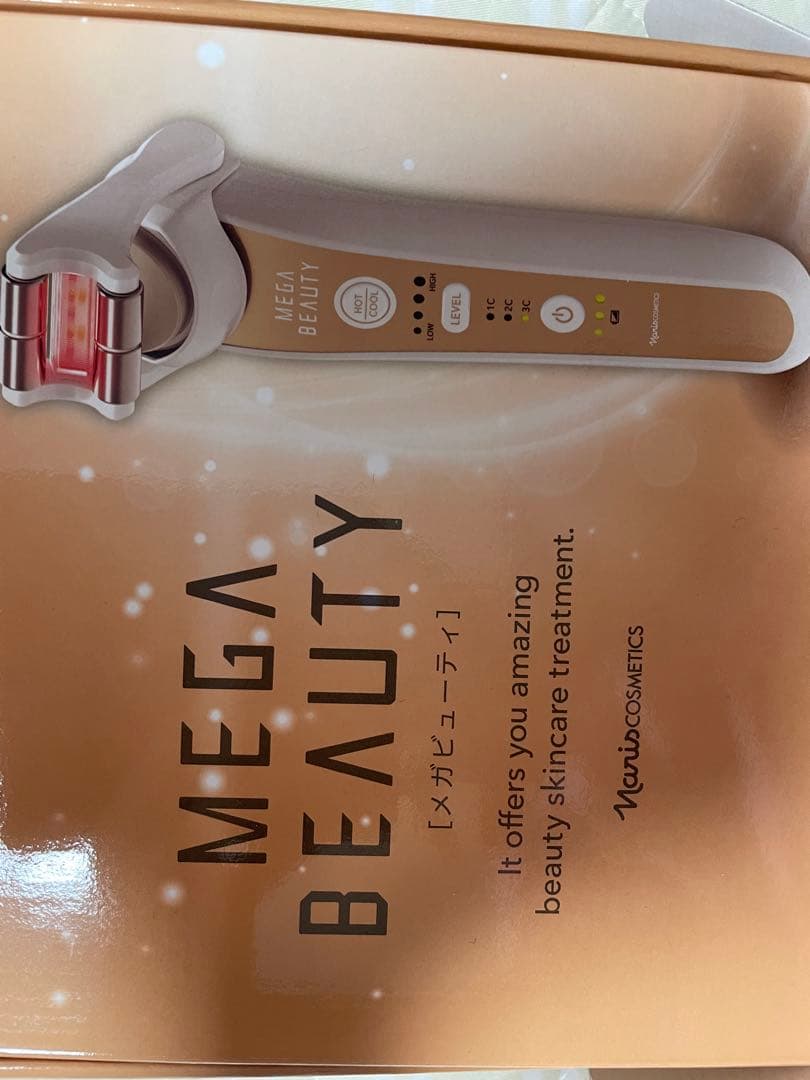 MEGA
BEAUTY
HOT
COOL
LOW
HIGH
LEVEL
1C
2C
3C
NarisCOSMETICS
MEGA
BEAUTY
[メガビューティ]
It offers you amazing
beauty skincare treatment.
NarisCOSMETICS